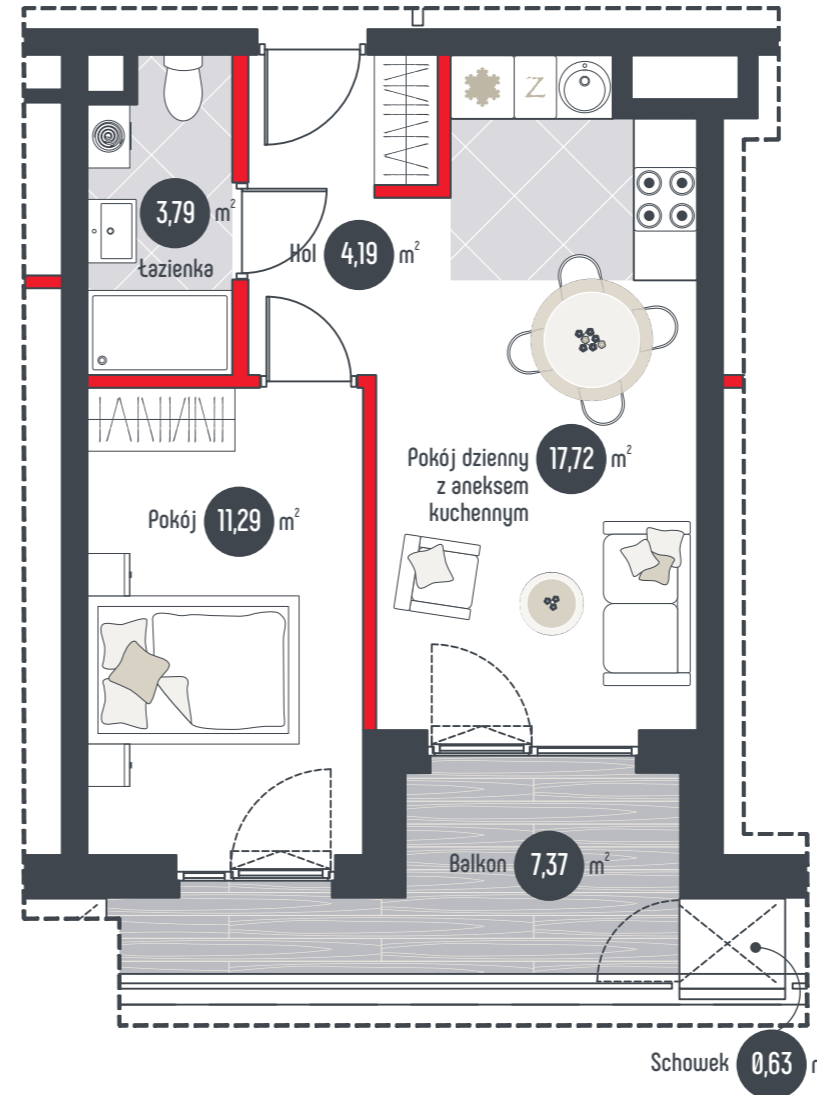 3,79 m²
Łazienka
Hol 4,19 m²
Z
Pokój dzienny 17,72 m²
z aneksem
kuchennym
Pokój 11,29 m²
Balkon 7,37 m²
Schowek 0,63 m